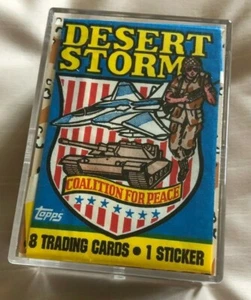 DESERT
STORM
COALITION FOR PEACE
topps
8 TRADING CARDS • 1 STICKER